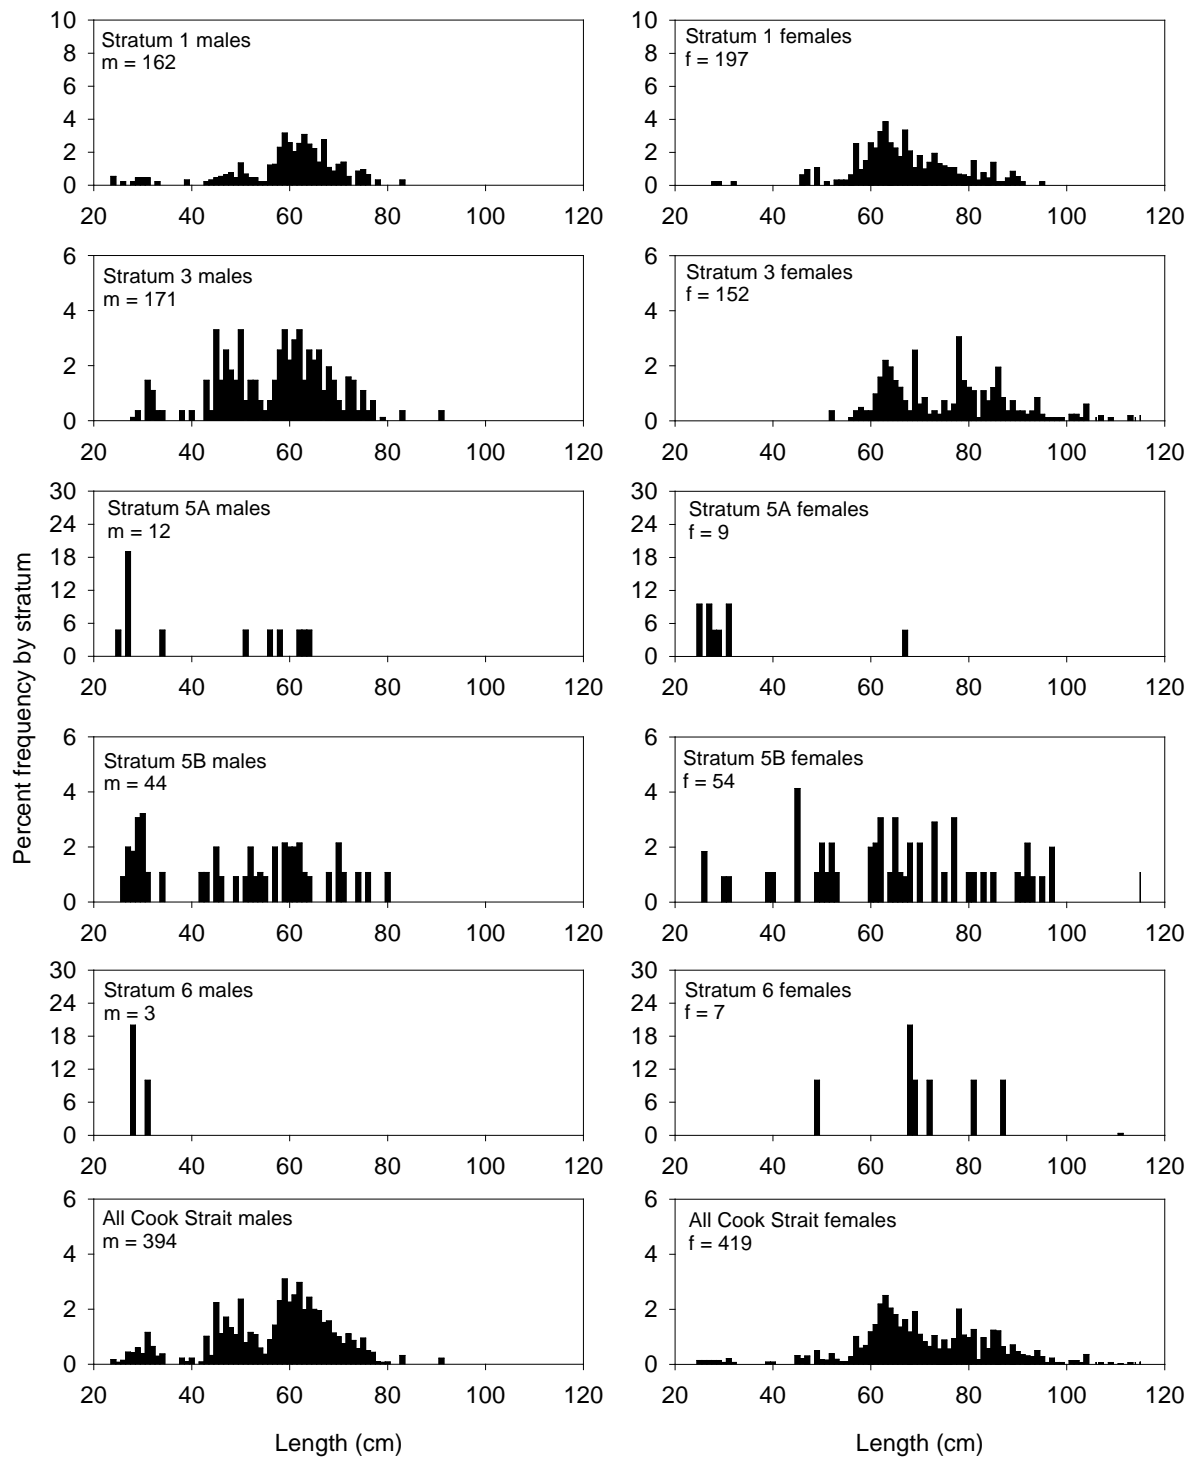 Percent frequency by stratum
10
8
6
4
2
0
Stratum 1 males
m = 162
20 40 60 80 100 120
10
8
6
4
2
0
Stratum 1 females
f = 197
20 40 60 80 100 120
6
4
2
0
Stratum 3 males
m = 171
20 40 60 80 100 120
6
4
2
0
Stratum 3 females
f = 152
20 40 60 80 100 120
30
24
18
12
6
0
Stratum 5A males
m = 12
20 40 60 80 100 120
30
24
18
12
6
0
Stratum 5A females
f = 9
20 40 60 80 100 120
6
4
2
0
Stratum 5B males
m = 44
20 40 60 80 100 120
6
4
2
0
Stratum 5B females
f = 54
20 40 60 80 100 120
30
24
18
12
6
0
Stratum 6 males
m = 3
20 40 60 80 100 120
30
24
18
12
6
0
Stratum 6 females
f = 7
20 40 60 80 100 120
6
4
2
0
All Cook Strait males
m = 394
20 40 60 80 100 120
Length (cm)
6
4
2
0
All Cook Strait females
f = 419
20 40 60 80 100 120
Length (cm)